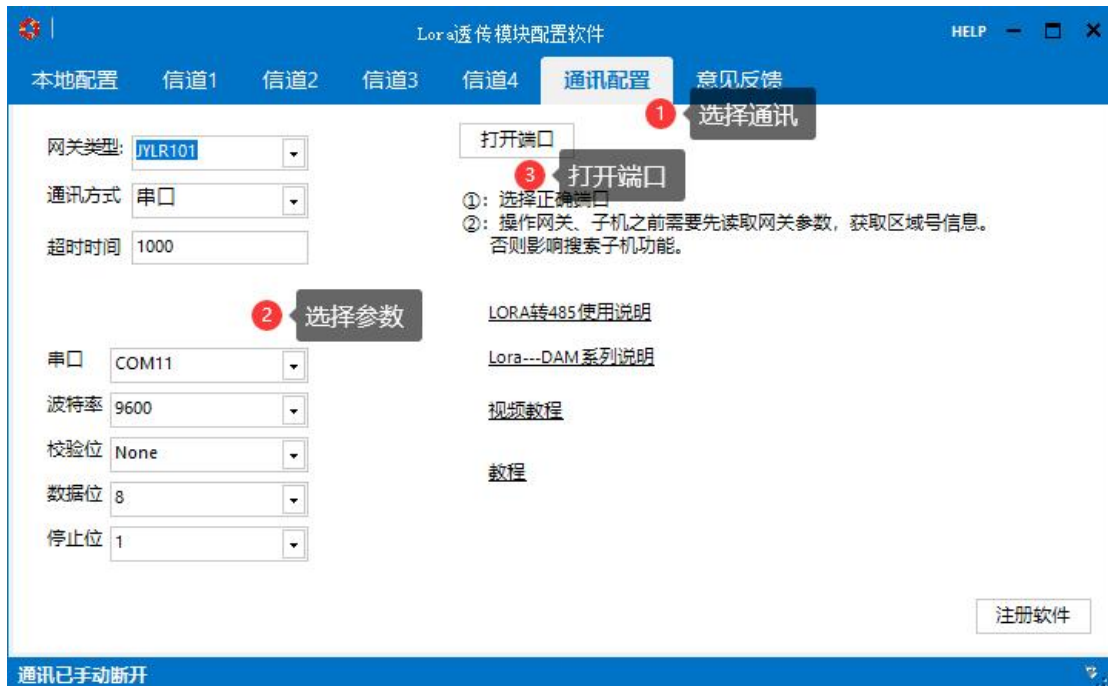 Lora透传模块配置软件 HELP
本地配置 信道1 信道2 信道3 信道4 通讯配置 意见反馈
1 选择通讯
网关类型: JYLR101
打开端口
3 打开端口
通讯方式 串口
①：选择正确端口
②：操作网关、子机之前需要先读取网关参数，获取区域号信息。
否则影响搜索子机功能。
超时时间 1000
2 选择参数
LORA转485使用说明
串口 COM11
Lora---DAM系列说明
波特率 9600
视频教程
校验位 None
教程
数据位 8
停止位 1
注册软件
通讯已手动断开